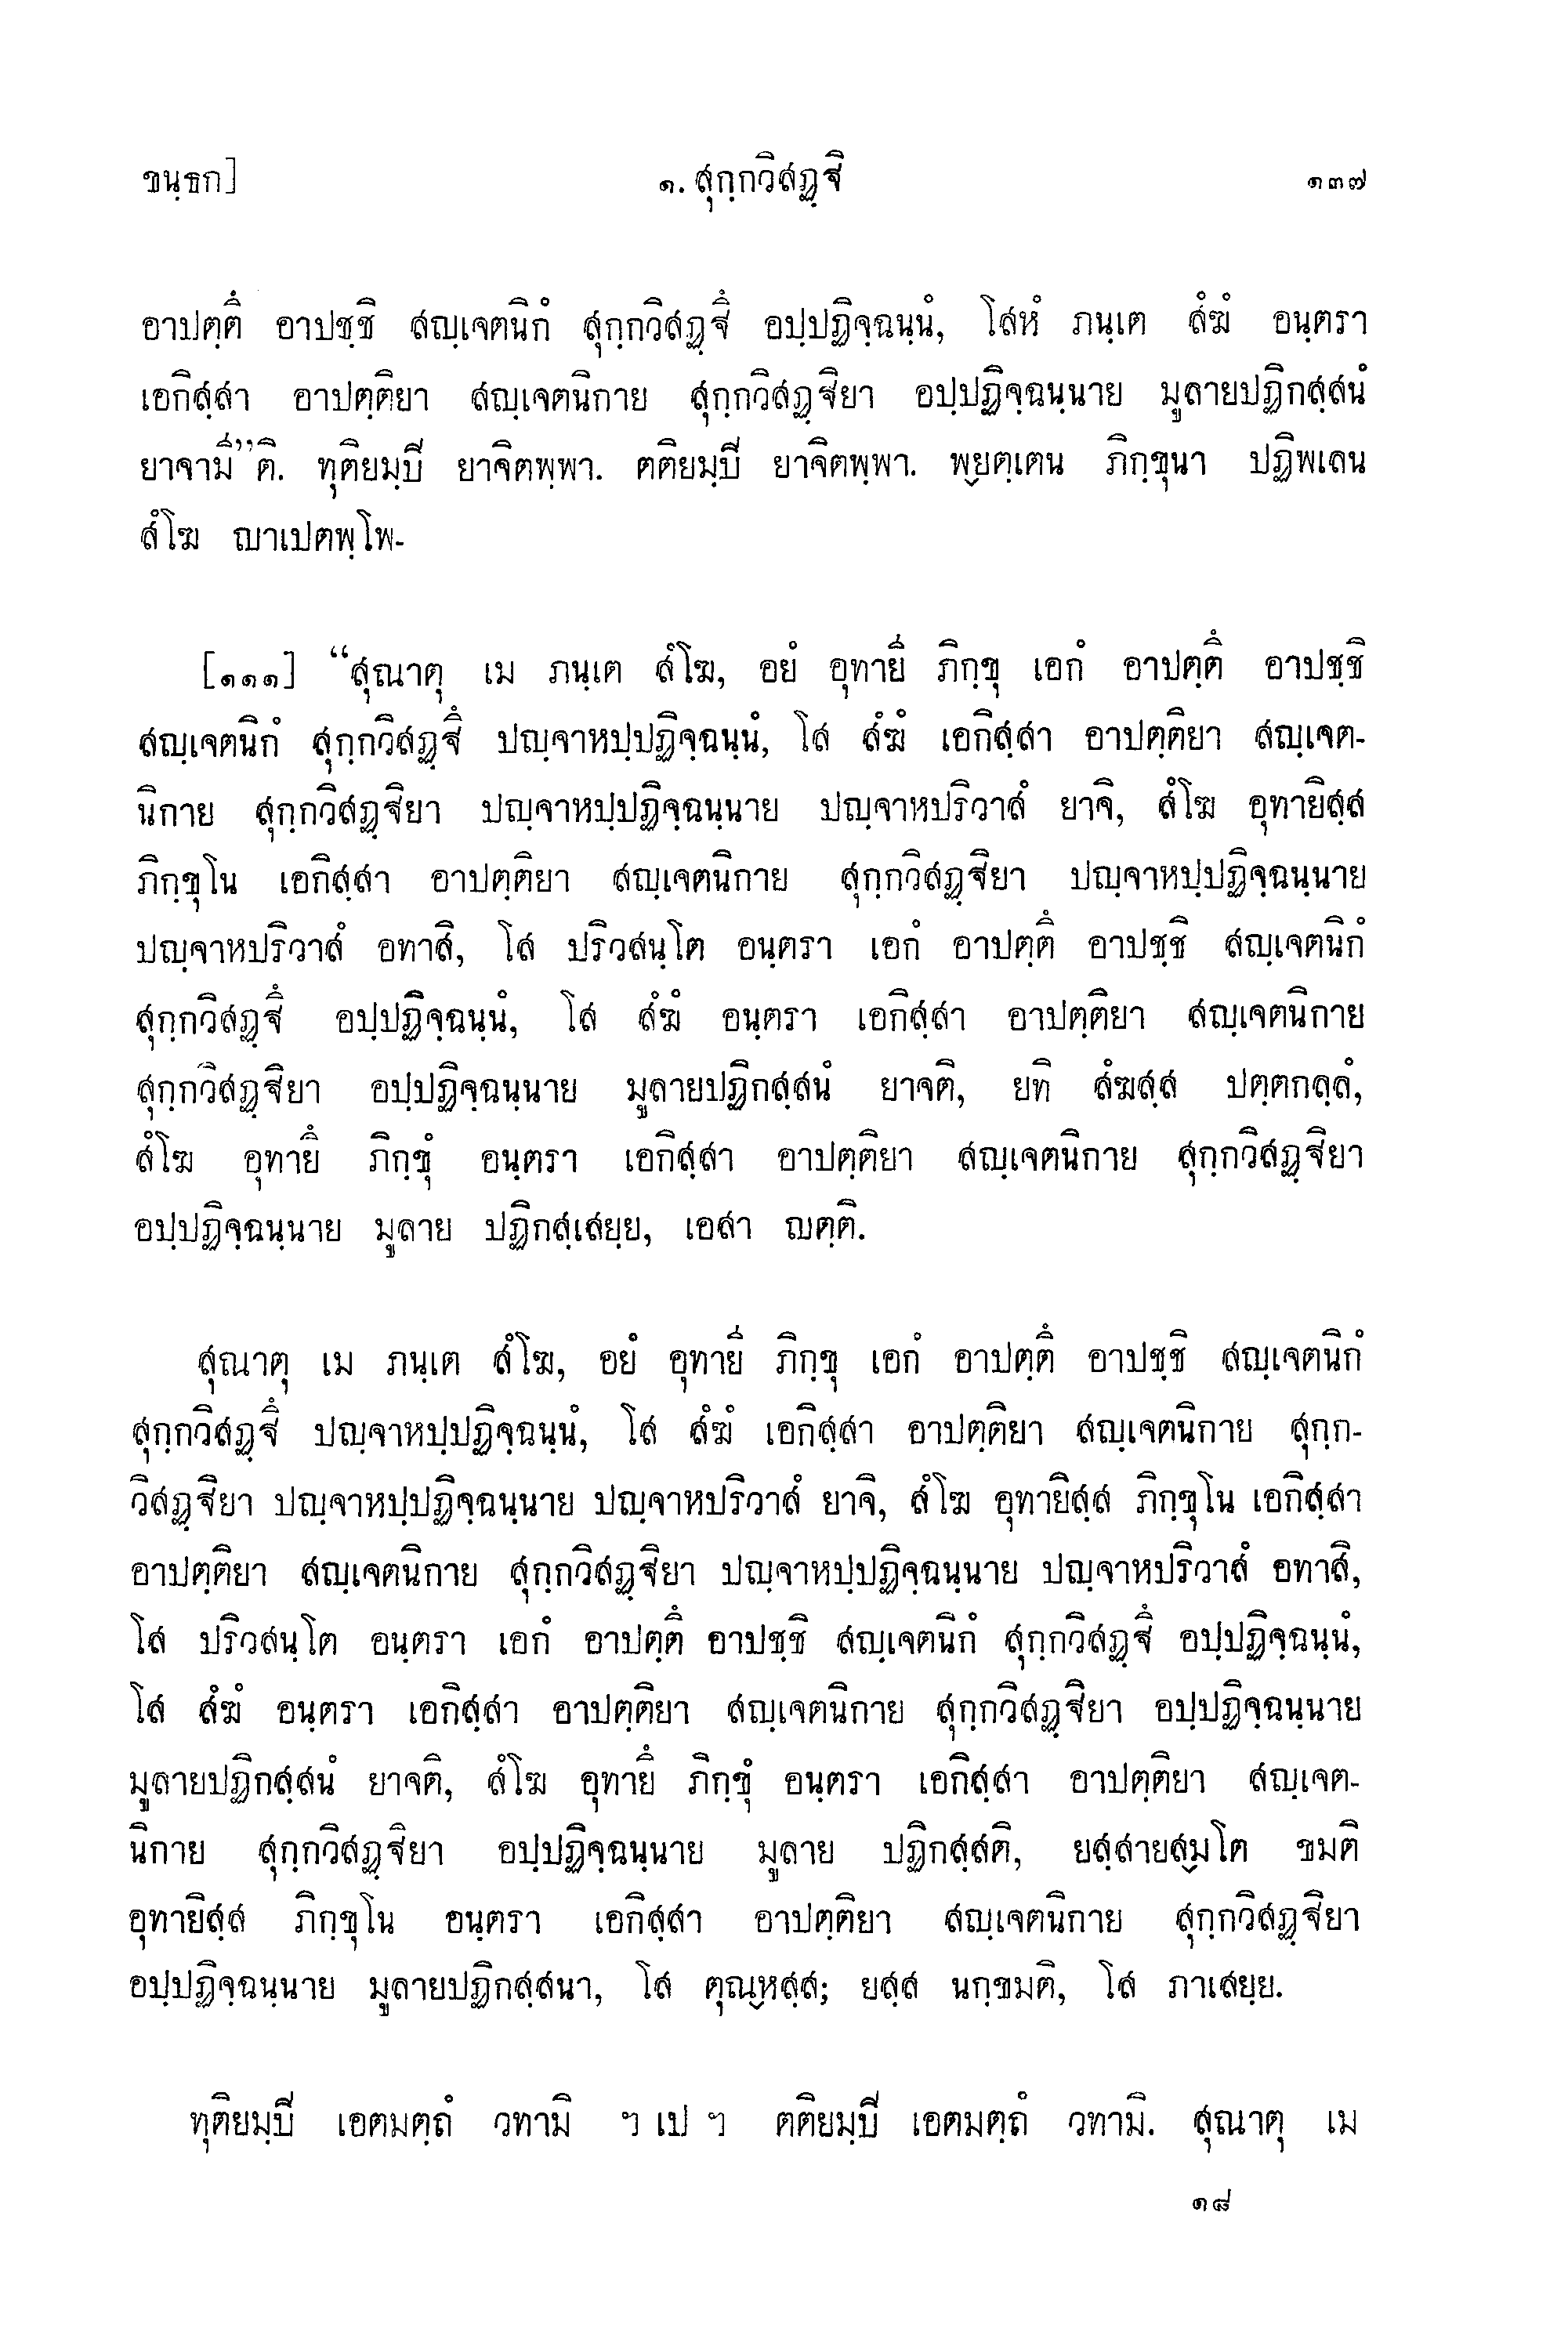 ขนฺธก]
๑. สุกฺกวิสฏฺฐิ
๑๓๗
อาปตฺตึ อาปชฺชิ สญฺเจตนิกํ สุกฺกวิสฏฺฐึ อปฺปฏิจฺฉนฺนํ, โสหํ ภนฺเต สํฆํ อนฺตรา
เอกิสฺสา อาปตฺติยา สญฺเจตนิกาย สุกฺกวิสฏฺฐิยา อปฺปฏิจฺฉนฺนาย มูลายปฏิกสฺสนํ
ยาจามี”ติ. ทุติยมฺปี ยาจิตพฺพา. ตติยมฺปี ยาจิตพฺพา. พฺยตฺเตน ภิกฺขุนา ปฏิพเลน
สํโฆ ญาเปตพฺโพ-
[๑๑๑] “สุณาตุ เม ภนฺเต สํโฆ, อยํ อุทายี ภิกฺขุ เอกํ อาปตฺตึ อาปชฺชิ
สญฺเจตนิกํ สุกฺกวิสฏฺฐึ ปญฺจาหปฺปฏิจฺฉนฺนํ, โส สํฆํ เอกิสฺสา อาปตฺติยา สญฺเจต-
นิกาย สุกฺกวิสฏฺฐิยา ปญฺจาหปฺปฏิจฺฉนฺนาย ปญฺจาหปริวาสํ ยาจิ, สํโฆ อุทายิสฺส
ภิกฺขุโน เอกิสฺสา อาปตฺติยา สญฺเจตนิกาย สุกฺกวิสฏฺฐิยา ปญฺจาหปฺปฏิจฺฉนฺนาย
ปญฺจาหปริวาสํ อทาสิ, โส ปริวสนฺโต อนฺตรา เอกํ อาปตฺตึ อาปชฺชิ สญฺเจตนิกํ
สุกฺกวิสฏฺฐึ อปฺปฏิจฺฉนฺนํ, โส สํฆํ อนฺตรา เอกิสฺสา อาปตฺติยา สญฺเจตนิกาย
สุกฺกวิสฏฺฐิยา อปฺปฏิจฺฉนฺนาย มูลายปฏิกสฺสนํ ยาจติ, ยทิ สํฆสฺส ปตฺตกลฺลํ,
สํโฆ อุทายึ ภิกฺขุํ อนฺตรา เอกิสฺสา อาปตฺติยา สญฺเจตนิกาย สุกฺกวิสฏฺฐิยา
อปฺปฏิจฺฉนฺนาย มูลาย ปฏิกสฺเสยฺย, เอสา ญตฺติ.
สุณาตุ เม ภนฺเต สํโฆ, อยํ อุทายี ภิกฺขุ เอกํ อาปตฺตึ อาปชฺชิ สญฺเจตนิกํ
สุกฺกวิสฏฺฐึ ปญฺจาหปฺปฏิจฺฉนฺนํ, โส สํฆํ เอกิสฺสา อาปตฺติยา สญฺเจตนิกาย สุกฺก-
วิสฏฺฐิยา ปญฺจาหปฺปฏิจฺฉนฺนาย ปญฺจาหปริวาสํ ยาจิ, สํโฆ อุทายิสฺส ภิกฺขุโน เอกิสฺสา
อาปตฺติยา สญฺเจตนิกาย สุกฺกวิสฏฺฐิยา ปญฺจาหปฺปฏิจฺฉนฺนาย ปญฺจาหปริวาสํ อทาสิ,
โส ปริวสนฺโต อนฺตรา เอกํ อาปตฺตึ อาปชฺชิ สญฺเจตนิกํ สุกฺกวิสฏฺฐึ อปฺปฏิจฺฉนฺนํ,
โส สํฆํ อนฺตรา เอกิสฺสา อาปตฺติยา สญฺเจตนิกาย สุกฺกวิสฏฺฐิยา อปฺปฏิจฺฉนฺนาย
มูลายปฏิกสฺสนํ ยาจติ, สํโฆ อุทายึ ภิกฺขุํ อนฺตรา เอกิสฺสา อาปตฺติยา สญฺเจต-
นิกาย สุกฺกวิสฏฺฐิยา อปฺปฏิจฺฉนฺนาย มูลาย ปฏิกสฺสติ, ยสฺสายสฺมโต ขมติ
อุทายิสฺส ภิกฺขุโน อนฺตรา เอกิสฺสา อาปตฺติยา สญฺเจตนิกาย สุกฺกวิสฏฺฐิยา
อปฺปฏิจฺฉนฺนาย มูลายปฏิกสฺสนา, โส ตุณฺหสฺส; ยสฺส นกฺขมติ, โส ภาเสยฺย.
ทุติยมฺปี เอตมตฺถํ วทามิ ฯ เป ฯ ตติยมฺปี เอตมตฺถํ วทามิ. สุณาตุ เม
๑๘